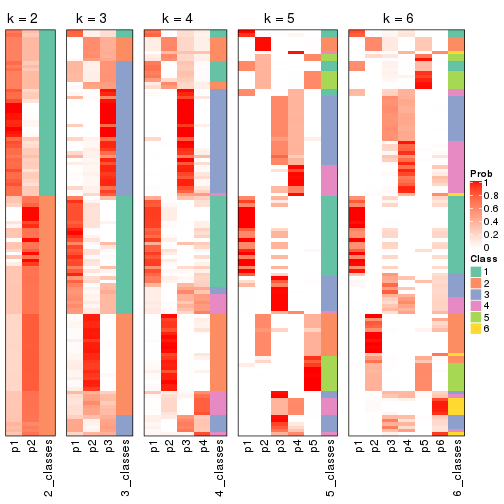 k = 2
k = 3
k = 4
k = 5
k = 6
Prob
1
0.8
0.6
0.4
0.2
0
Class
1
2
3
4
5
6
p1
p2
2_classes
p1
p2
p3
3_classes
p1
p2
p3
p4
4_classes
p1
p2
p3
p4
p5
5_classes
p1
p2
p3
p4
p5
p6
6_classes